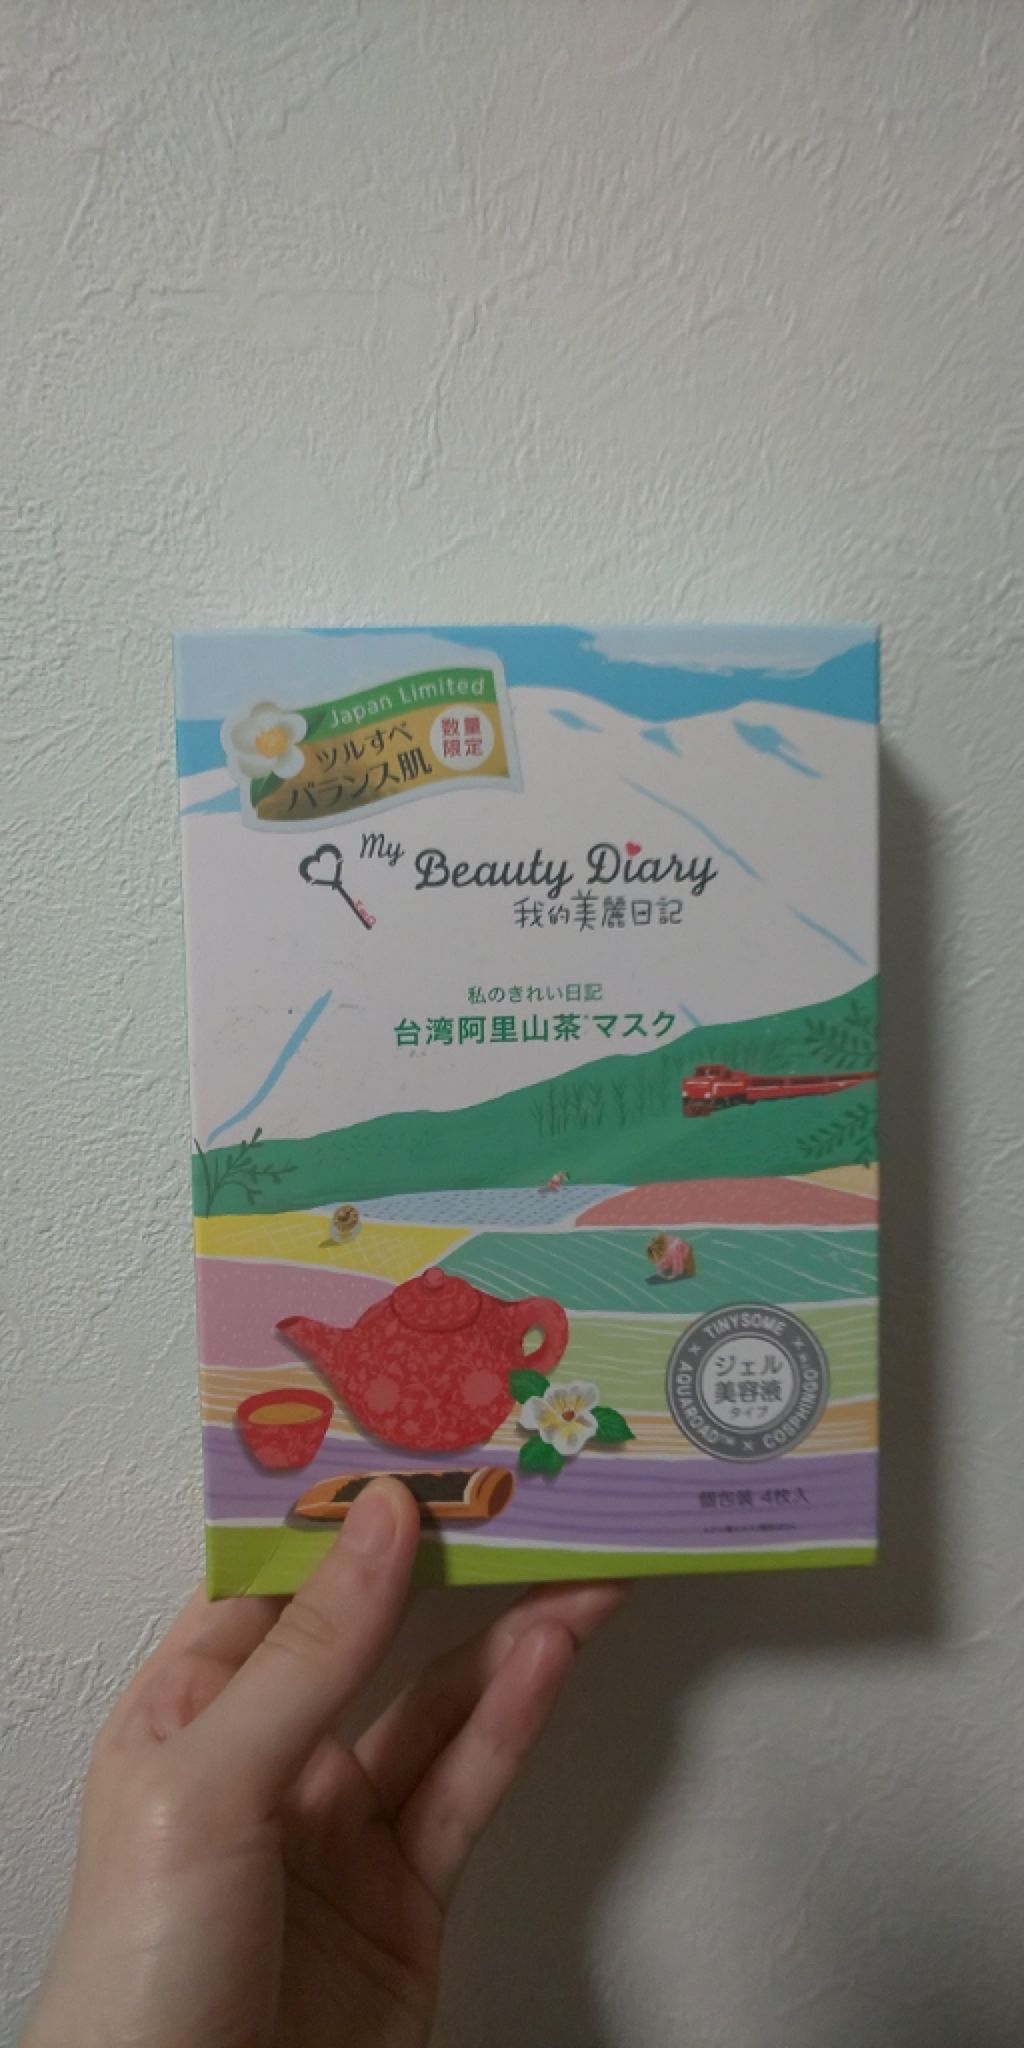 Japan Limited
ツルすべ
バランス肌
数量
限定
My Beauty Diary
我的美麗日記
私のきれい日記
台湾阿里山茶*マスク
TINYSOME
AQUAROAD™
COSPHINGO
ジェル
美容液
タイプ
個包装 4枚入